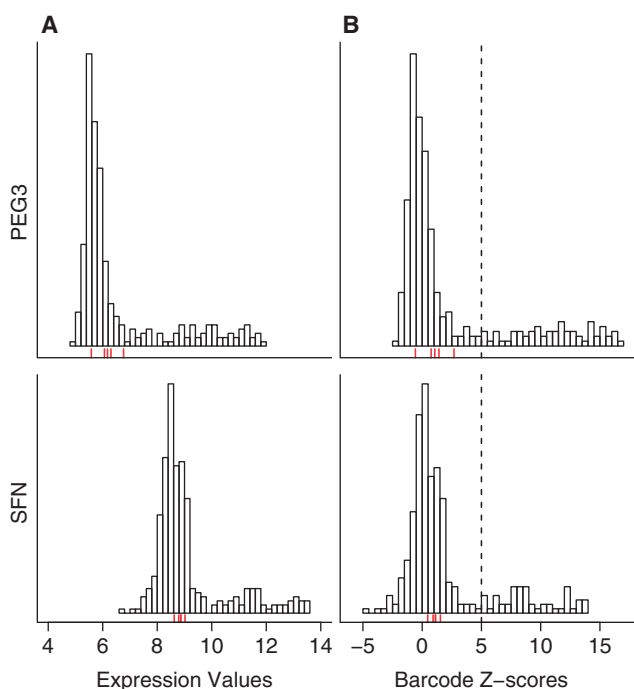 A
B
PEG3
SFN
4 6 8 10 12 14
−5 0 5 10 15
Expression Values
Barcode Z−scores